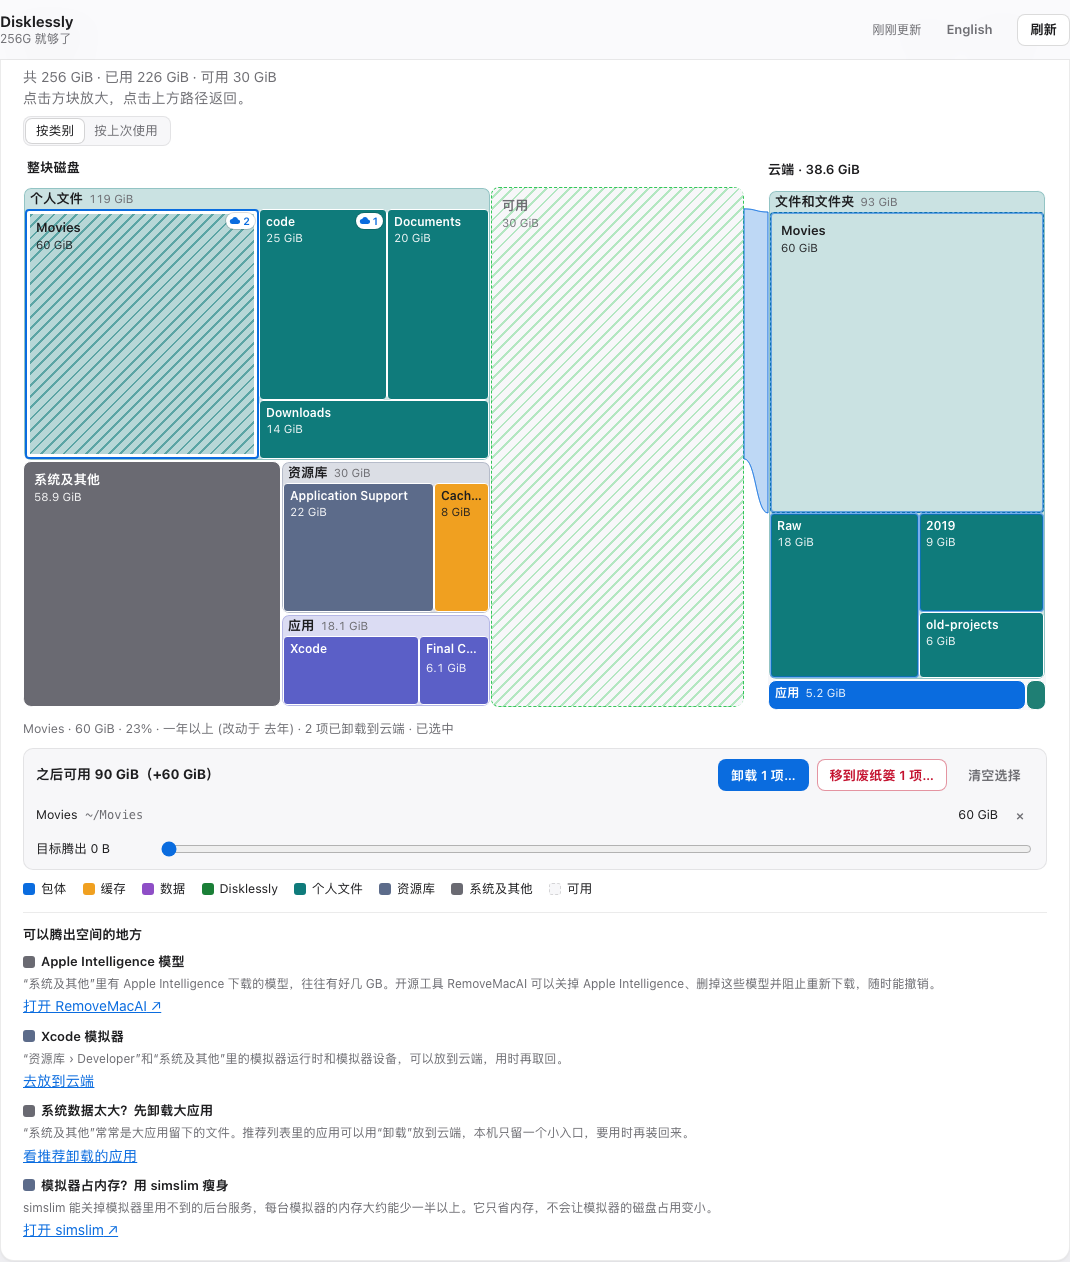 Disklessly
256G 就够了
刚刚更新
English
刷新
共 256 GiB · 已用 226 GiB · 可用 30 GiB
点击方块放大，点击上方路径返回。
按类别
按上次使用
整块磁盘
云端 · 38.6 GiB
个人文件 119 GiB
Movies
60 GiB
2
code
25 GiB
1
Documents
20 GiB
Downloads
14 GiB
系统及其他
58.9 GiB
资源库 30 GiB
Application Support
22 GiB
Cach...
8 GiB
应用 18.1 GiB
Xcode
Final C...
6.1 GiB
可用
30 GiB
文件和文件夹 93 GiB
Movies
60 GiB
Raw
18 GiB
2019
9 GiB
old-projects
6 GiB
应用 5.2 GiB
Movies · 60 GiB · 23% · 一年以上 (改动于 去年) · 2 项已卸载到云端 · 已选中
之后可用 90 GiB（+60 GiB）
卸载 1 项...
移到废纸篓 1 项...
清空选择
Movies ~/Movies
60 GiB ×
目标腾出 0 B
包体
缓存
数据
Disklessly
个人文件
资源库
系统及其他
可用
可以腾出空间的地方
Apple Intelligence 模型
“系统及其他”里有 Apple Intelligence 下载的模型，往往有好几 GB。开源工具 RemoveMacAI 可以关掉 Apple Intelligence、删掉这些模型并阻止重新下载，随时能撤销。
打开 RemoveMacAI ↗
Xcode 模拟器
“资源库 › Developer”和“系统及其他”里的模拟器运行时和模拟器设备，可以放到云端，用时再取回。
去放到云端
系统数据太大？先卸载大应用
“系统及其他”常常是大应用留下的文件。推荐列表里的应用可以用“卸载”放到云端，本机只留一个小入口，要用时再装回来。
看推荐卸载的应用
模拟器占内存？用 simslim 瘦身
simslim 能关掉模拟器里用不到的后台服务，每台模拟器的内存大约能少一半以上。它只省内存，不会让模拟器的磁盘占用变小。
打开 simslim ↗